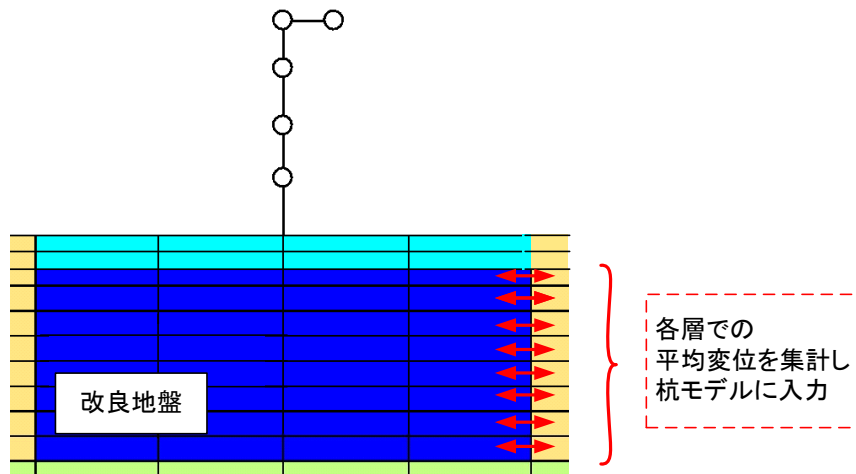 各層での
平均変位を集計し
杭モデルに入力
改良地盤